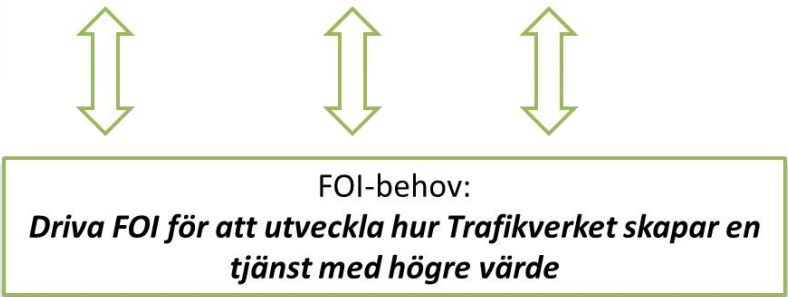 FOI-behov:
Driva FOI för att utveckla hur Trafikverket skapar en
tjänst med högre värde